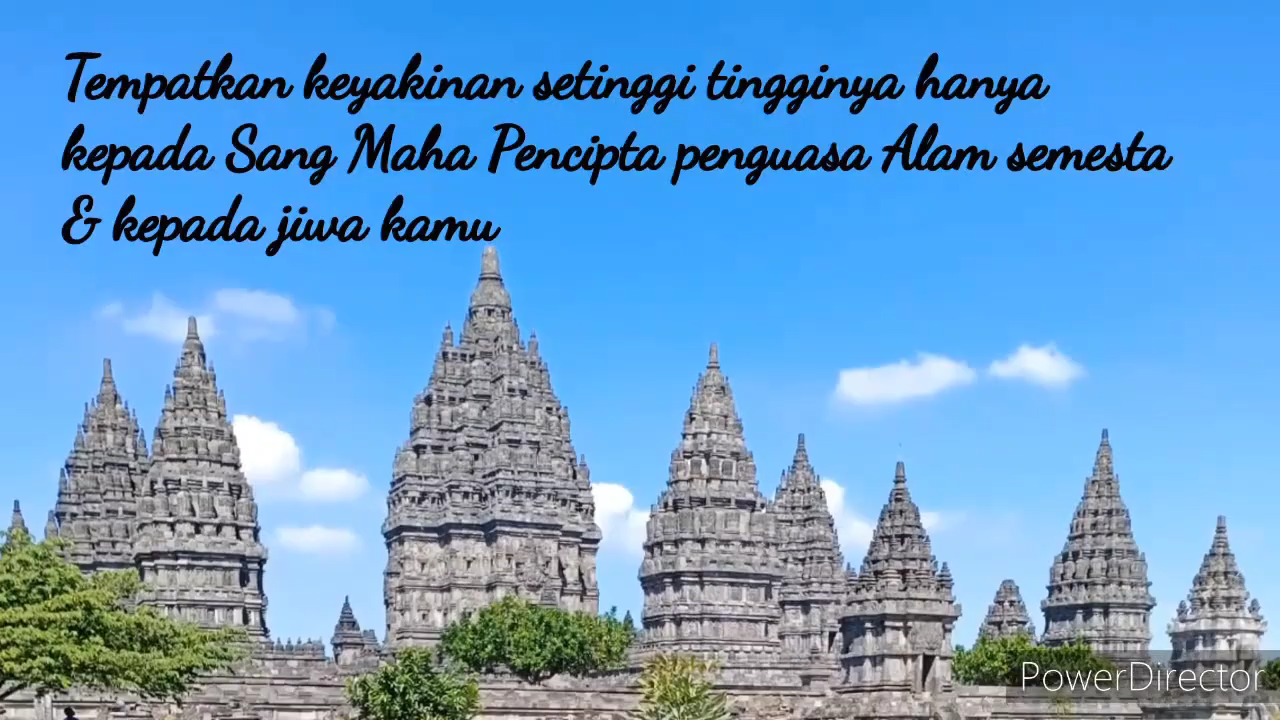 Tempatkan keyakinan setinggi tingginya hanya
kepada Sang Maha Pencipta penguasa Alam semesta
& kepada jiwa kamu
PowerDirector